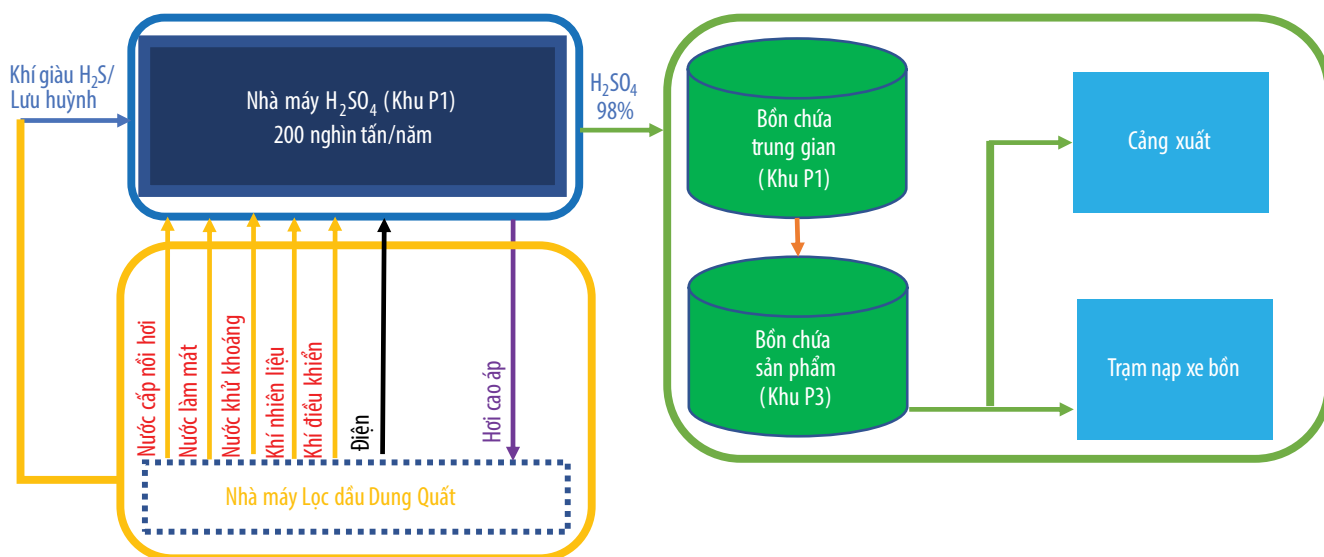 Khí giàu H₂S/
Lưu huỳnh
Nhà máy H₂SO₄ (Khu P1)
200 nghìn tấn/năm
H₂SO₄
98%
Bồn chứa
trung gian
(Khu P1)
Cảng xuất
Bồn chứa
sản phẩm
(Khu P3)
Trạm nạp xe bồn
Nước cấp nồi hơi
Nước làm mát
Nước khử khoáng
Khí nhiên liệu
Khí điều khiển
Điện
Hơi cao áp
Nhà máy Lọc dầu Dung Quất